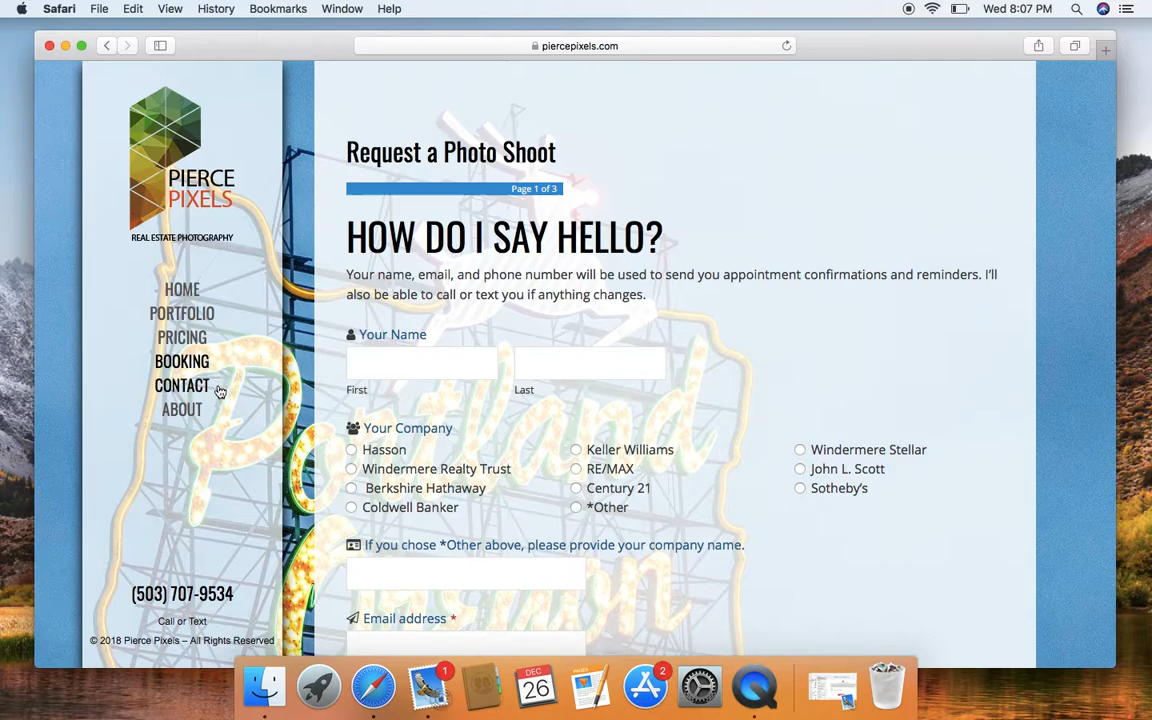 Safari File Edit View History Bookmarks Window Help Wed 8:07 PM
piercepixels.com
PIERCE
PIXELS
REAL ESTATE PHOTOGRAPHY
HOME
PORTFOLIO
PRICING
BOOKING
CONTACT
ABOUT
(503) 707-9534
Call or Text
© 2018 Pierce Pixels – All Rights Reserved
Request a Photo Shoot
Page 1 of 3
HOW DO I SAY HELLO?
Your name, email, and phone number will be used to send you appointment confirmations and reminders. I'll
also be able to call or text you if anything changes.
Your Name
First Last
Your Company
Hasson Keller Williams Windermere Stellar
Windermere Realty Trust RE/MAX John L. Scott
Berkshire Hathaway Century 21 Sotheby's
Coldwell Banker *Other
If you chose *Other above, please provide your company name.
Email address *
Portland
Oregon
1
DEC
26
2